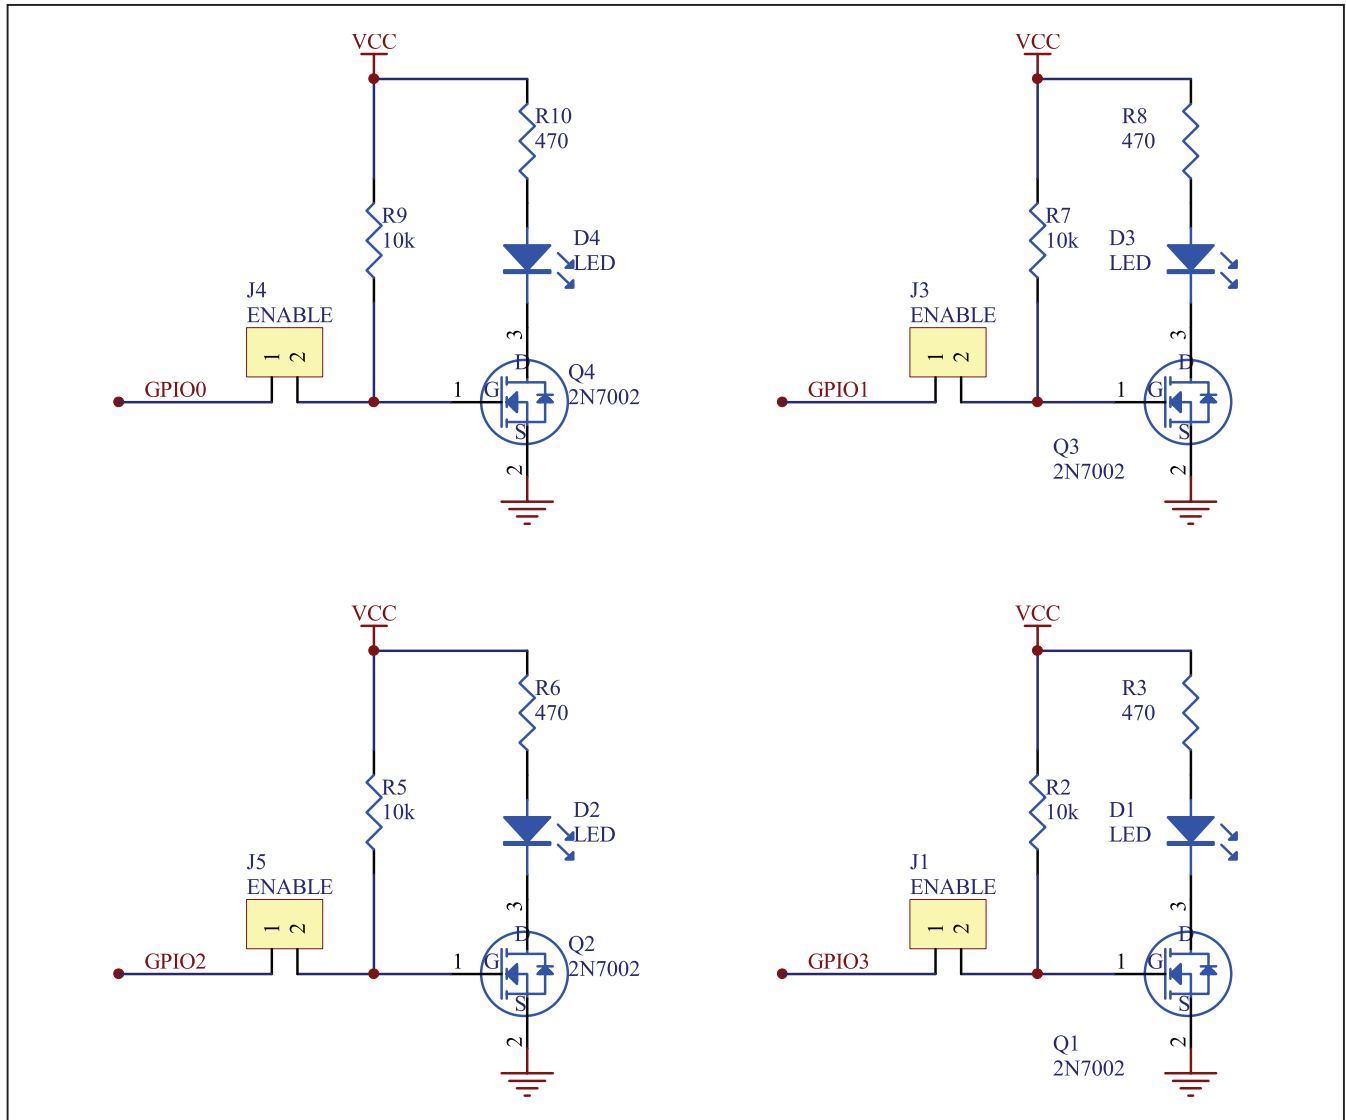 VCC
R10
470
R9
10k
D4
LED
J4
ENABLE
1
2
3
D
GPIO0
1
G
Q4
2N7002
S
2
VCC
R8
470
R7
10k
D3
LED
J3
ENABLE
1
2
3
D
GPIO1
1
G
S
Q3
2N7002
2
VCC
R6
470
R5
10k
D2
LED
J5
ENABLE
1
2
3
D
GPIO2
1
G
Q2
2N7002
S
2
VCC
R3
470
R2
10k
D1
LED
J1
ENABLE
1
2
3
D
GPIO3
1
G
S
Q1
2N7002
2